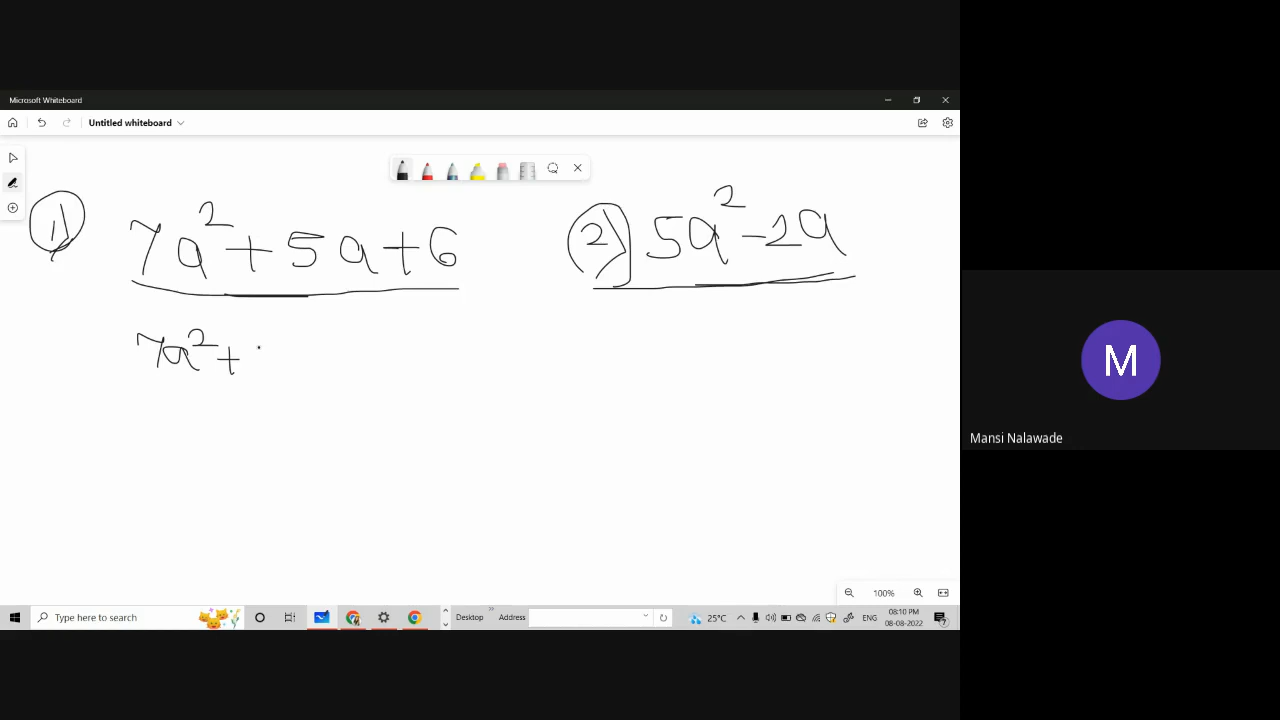 Microsoft Whiteboard
Untitled whiteboard
1) 7a² + 5a + 6
2) 5a² - 2a
7a² +
M
Mansi Nalawade
100%
Type here to search
Desktop
Address
25°C
ENG
08:10 PM
08-08-2022